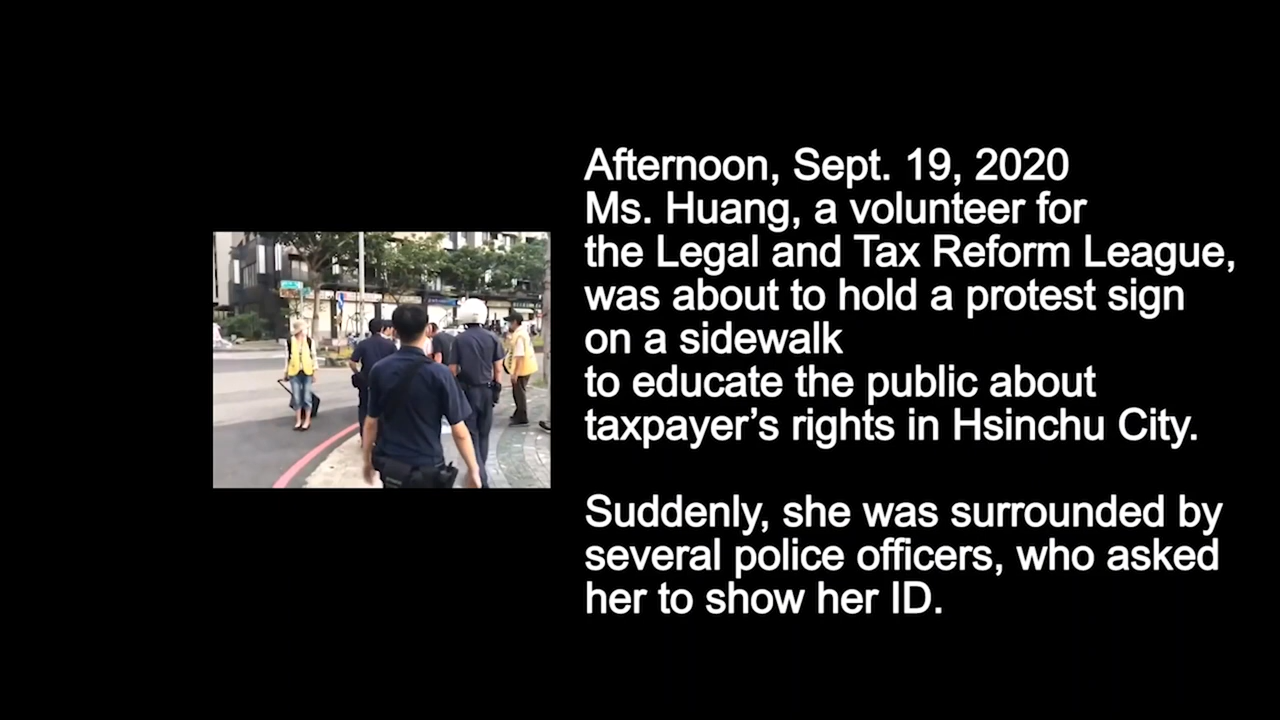 Afternoon, Sept. 19, 2020
Ms. Huang, a volunteer for
the Legal and Tax Reform League,
was about to hold a protest sign
on a sidewalk
to educate the public about
taxpayer’s rights in Hsinchu City.
Suddenly, she was surrounded by
several police officers, who asked
her to show her ID.